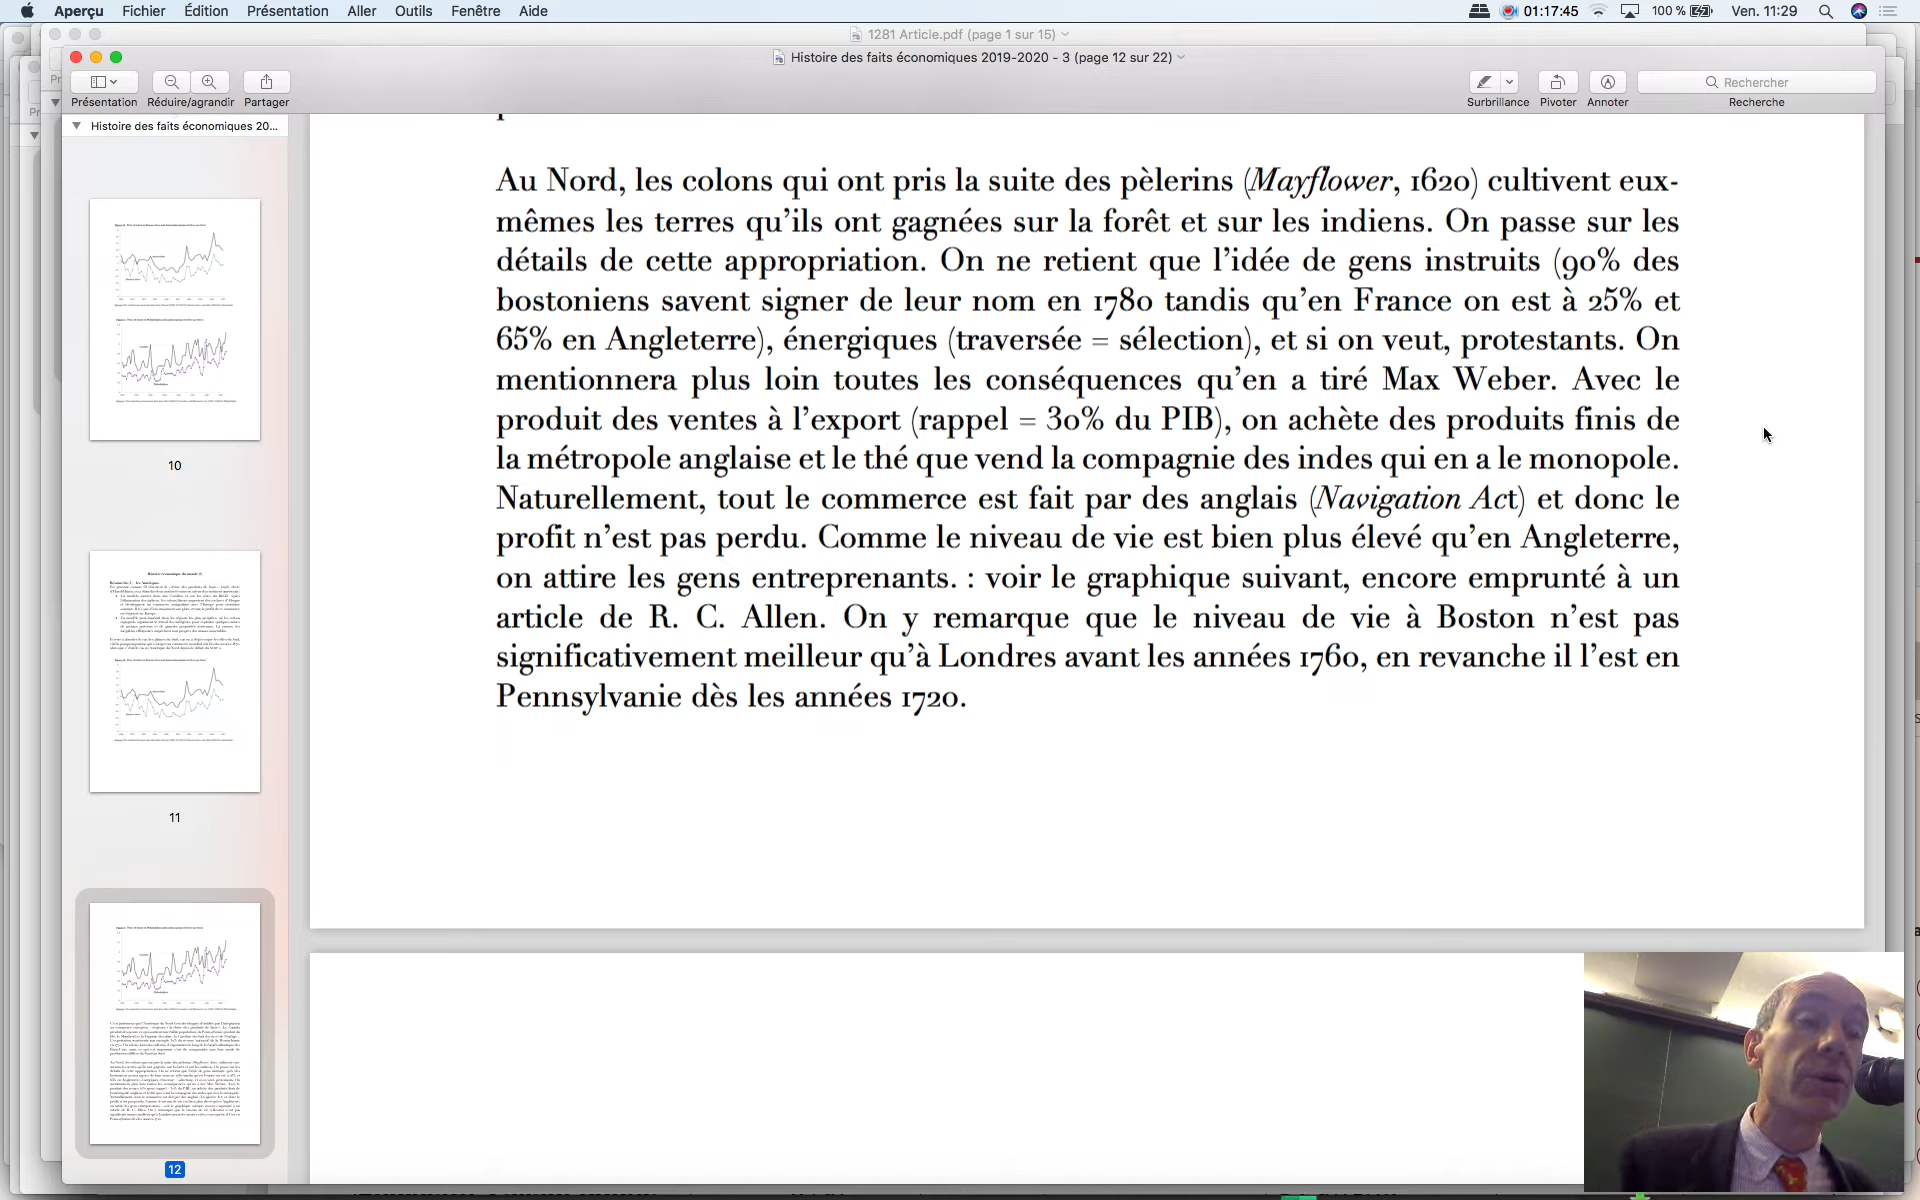 Aperçu Fichier Édition Présentation Aller Outils Fenêtre Aide 01:17:45 100 % Ven. 11:29
1281 Article.pdf (page 1 sur 15)
Histoire des faits économiques 2019-2020 - 3 (page 12 sur 22)
Rechercher
Présentation Réduire/agrandir Partager Surbrillance Pivoter Annoter Recherche
Histoire des faits économiques 20...
10
11
12
Au Nord, les colons qui ont pris la suite des pèlerins (Mayflower, 1620) cultivent eux-
mêmes les terres qu'ils ont gagnées sur la forêt et sur les indiens. On passe sur les
détails de cette appropriation. On ne retient que l'idée de gens instruits (90% des
bostoniens savent signer de leur nom en 1780 tandis qu'en France on est à 25% et
65% en Angleterre), énergiques (traversée = sélection), et si on veut, protestants. On
mentionnera plus loin toutes les conséquences qu'en a tiré Max Weber. Avec le
produit des ventes à l'export (rappel = 30% du PIB), on achète des produits finis de
la métropole anglaise et le thé que vend la compagnie des indes qui en a le monopole.
Naturellement, tout le commerce est fait par des anglais (Navigation Act) et donc le
profit n'est pas perdu. Comme le niveau de vie est bien plus élevé qu'en Angleterre,
on attire les gens entreprenants. : voir le graphique suivant, encore emprunté à un
article de R. C. Allen. On y remarque que le niveau de vie à Boston n'est pas
significativement meilleur qu'à Londres avant les années 1760, en revanche il l'est en
Pennsylvanie dès les années 1720.